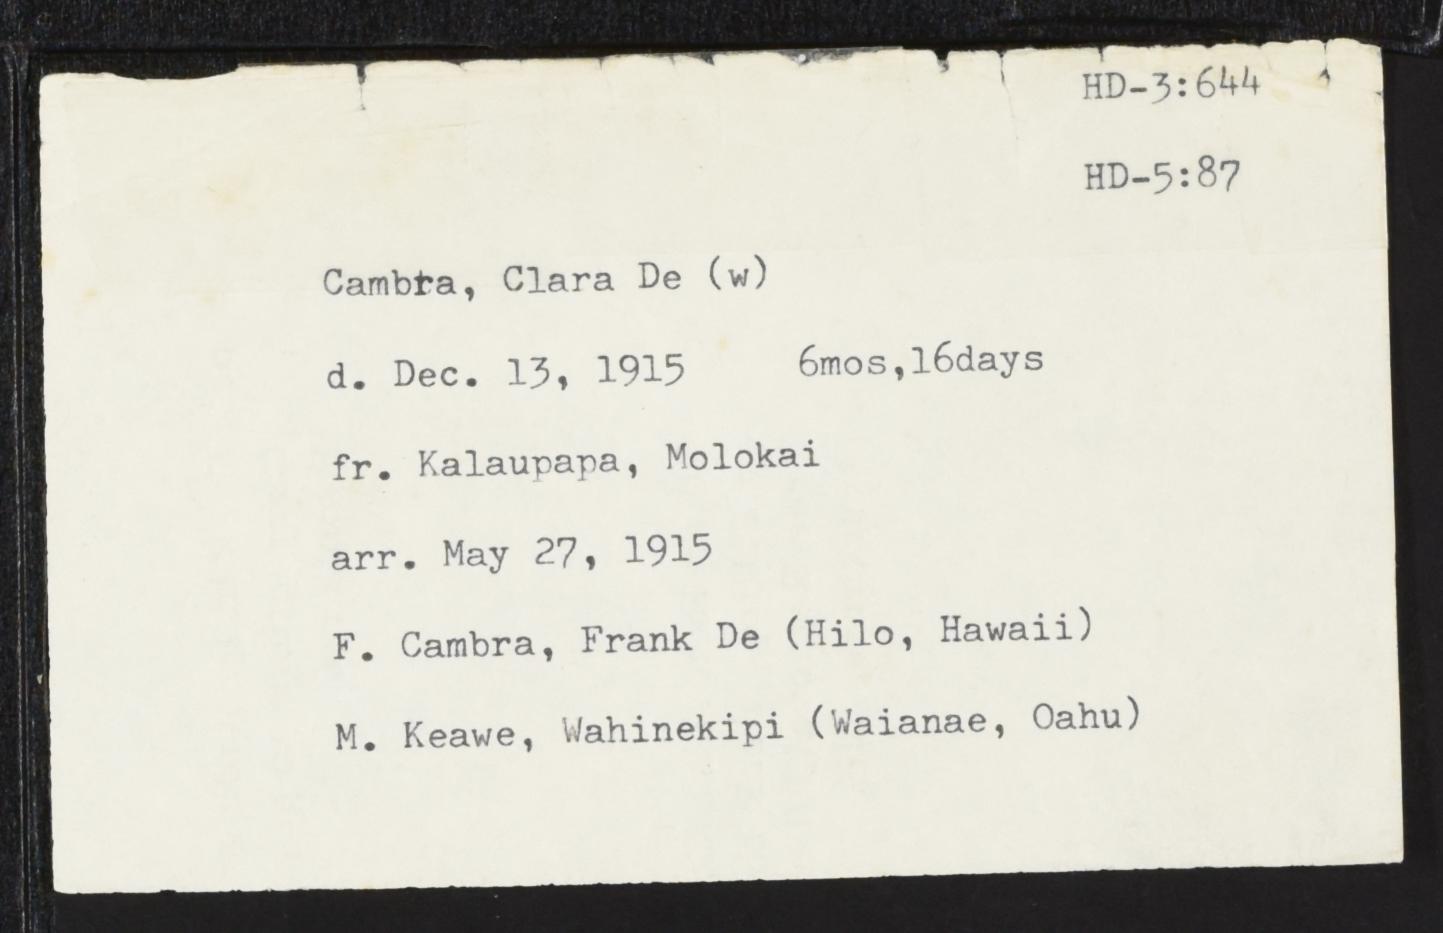 HD-3:644
HD-5:87
Cambra, Clara De (w)
d. Dec. 13, 1915 6mos,16days
fr. Kalaupapa, Molokai
arr. May 27, 1915
F. Cambra, Frank De (Hilo, Hawaii)
M. Keawe, Wahinekipi (Waianae, Oahu)